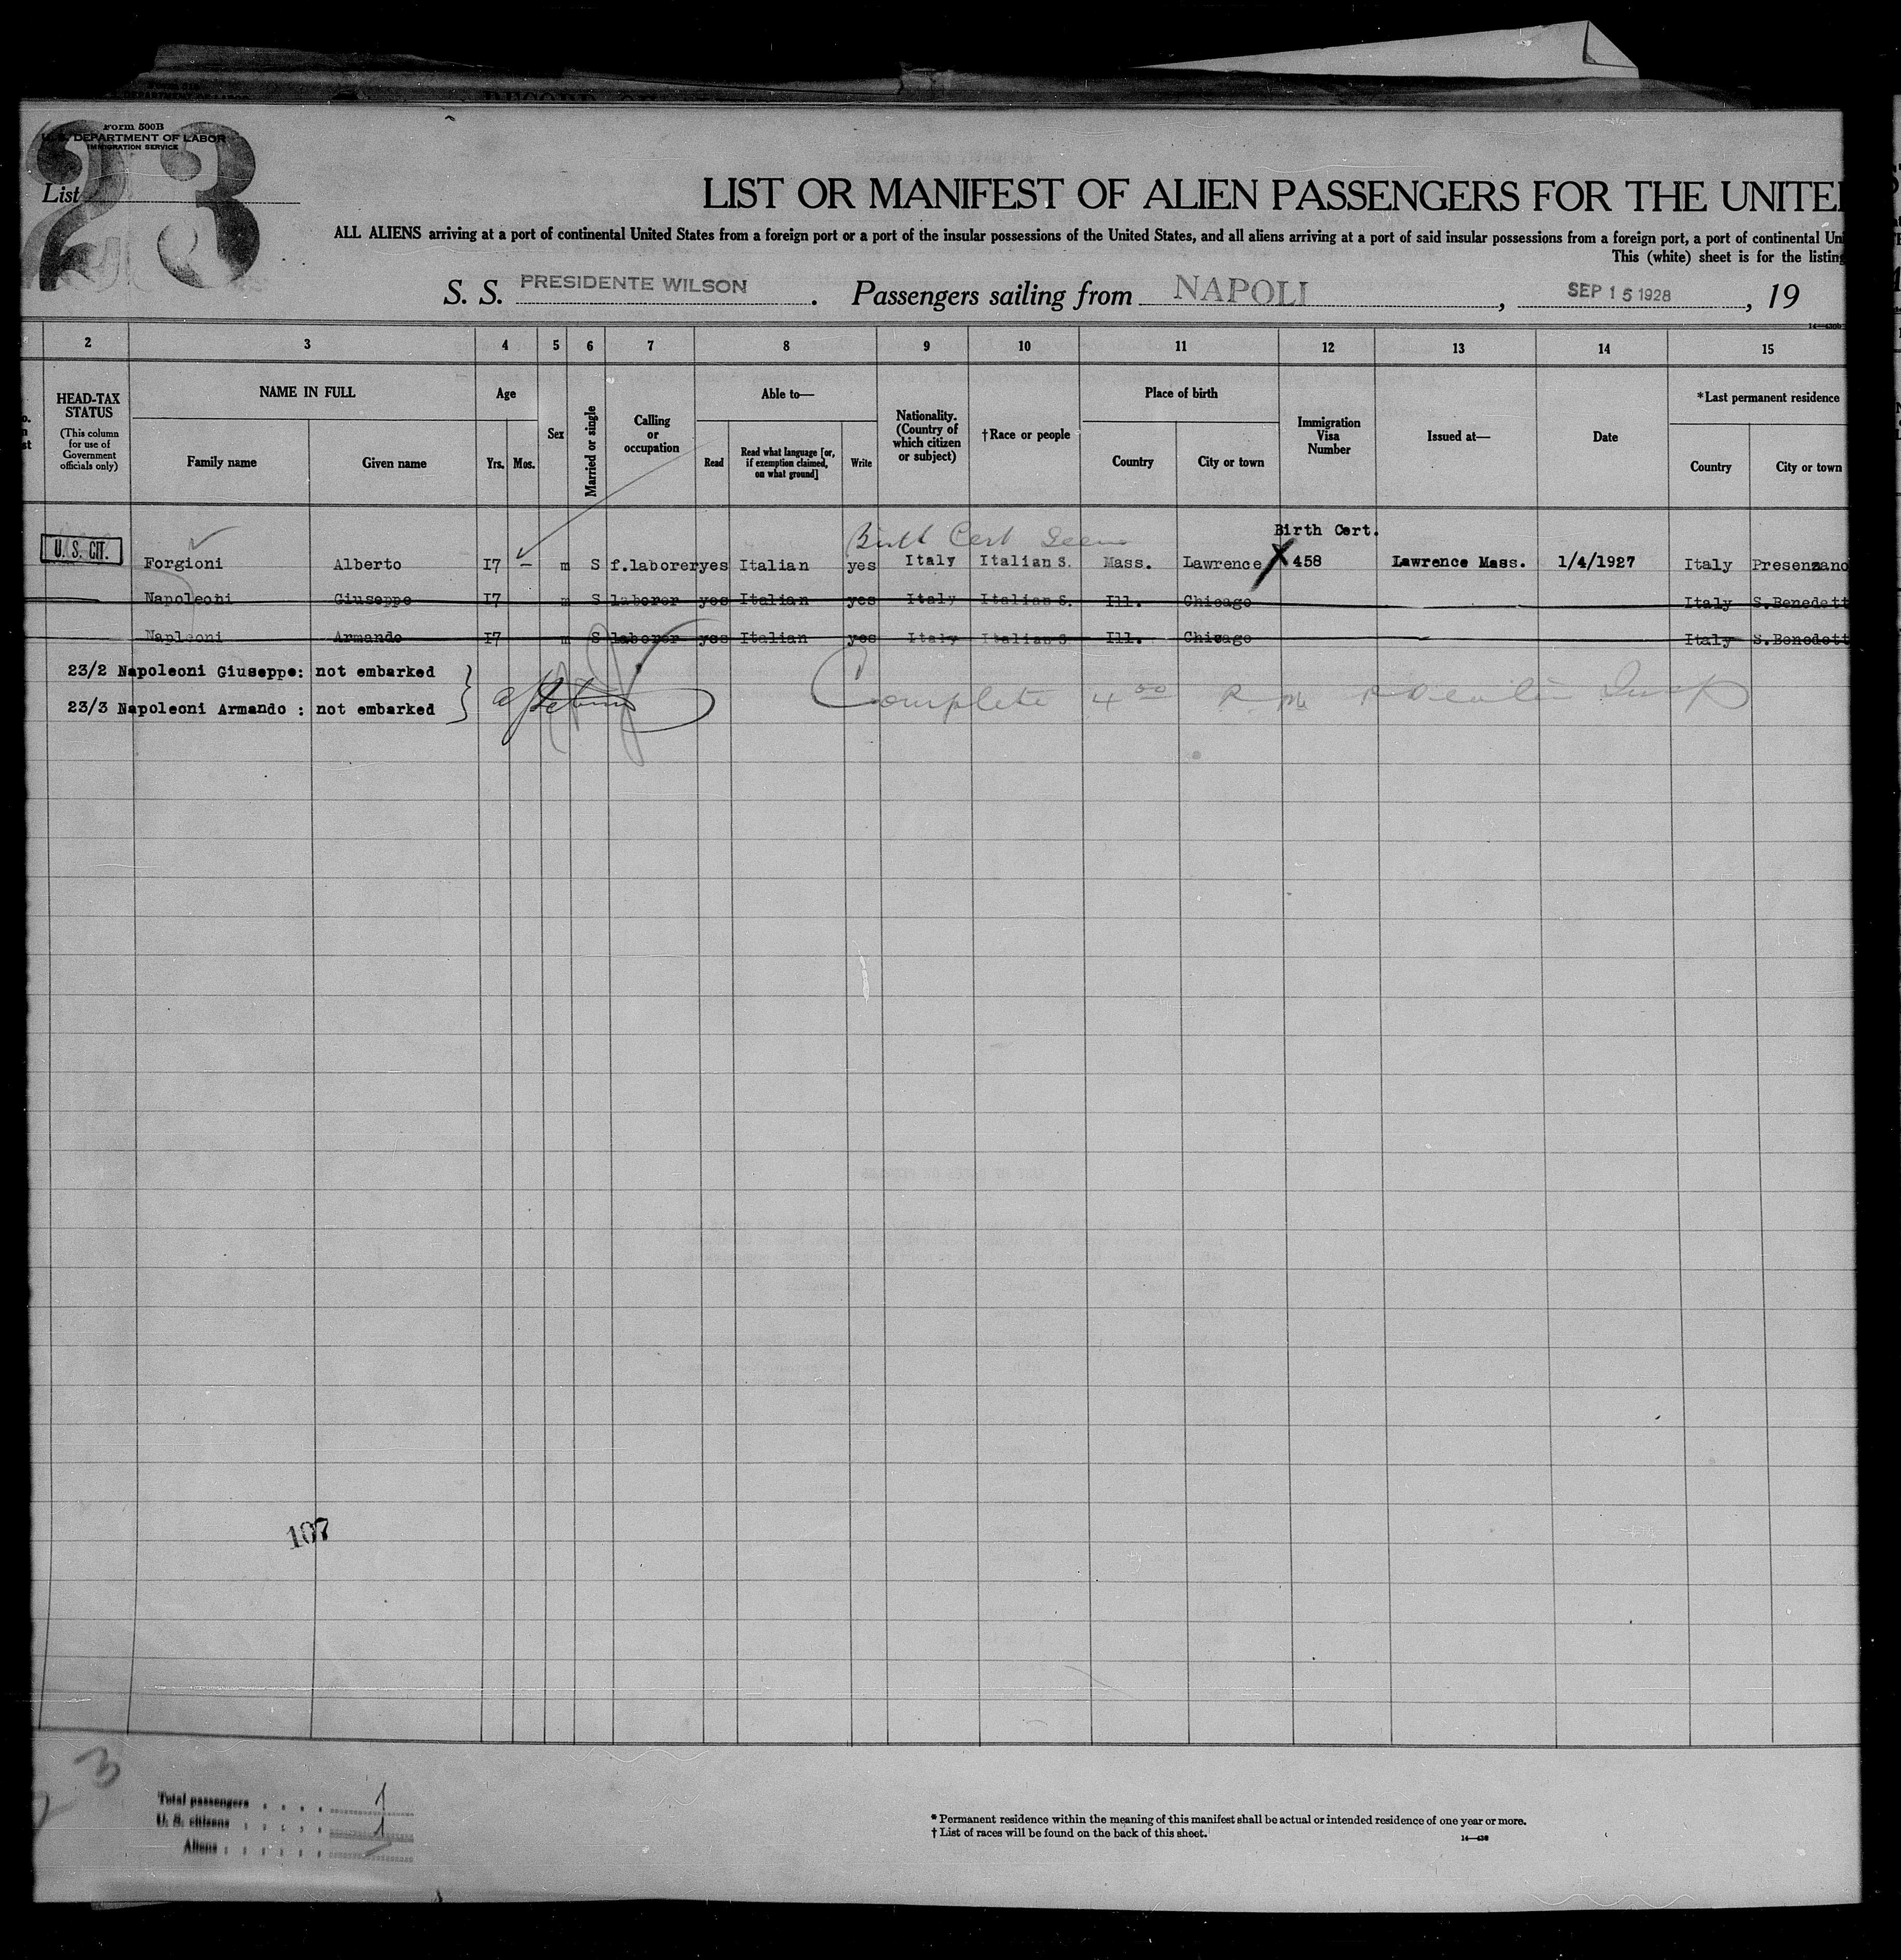 Form 500B
U. S. DEPARTMENT OF LABOR
IMMIGRATION SERVICE
23
List
LIST OR MANIFEST OF ALIEN PASSENGERS FOR THE UNITE
ALL ALIENS arriving at a port of continental United States from a foreign port or a port of the insular possessions of the United States, and all aliens arriving at a port of said insular possessions from a foreign port, a port of continental Un
This (white) sheet is for the listing
S. S. PRESIDENTE WILSON . Passengers sailing from NAPOLI , SEP 15 1928 , 19
2 3 4 5 6 7 8 9 10 11 12 13 14 15
HEAD-TAX STATUS (This column for use of Government officials only)
NAME IN FULL
Family name Given name
Age
Yrs. Mos.
Sex
Married or single
Calling or occupation
Able to—
Read Read what language [or, if exemption claimed, on what ground] Write
Nationality. (Country of which citizen or subject)
†Race or people
Place of birth
Country City or town
Immigration Visa Number
Issued at—
Date
*Last permanent residence
Country City or town
Birth Cert Seen
Birth Cert.
U. S. CIT. Forgioni Alberto 17 — m S f.laborer yes Italian yes Italy Italian S. Mass. Lawrence X 458 Lawrence Mass. 1/4/1927 Italy Presenzano
Napoleoni Giuseppe 17 m S laborer yes Italian yes Italy Italian S. Ill. Chicago Italy S.Benedett
Napleoni Armando 17 m S laborer yes Italian yes Italy Italian S Ill. Chicago Italy S.Benedett
23/2 Napoleoni Giuseppe: not embarked
23/3 Napoleoni Armando : not embarked
Complete 4 00
107
3
Total passengers 1
U. S. citizens 1
Aliens
* Permanent residence within the meaning of this manifest shall be actual or intended residence of one year or more.
† List of races will be found on the back of this sheet.
14—430